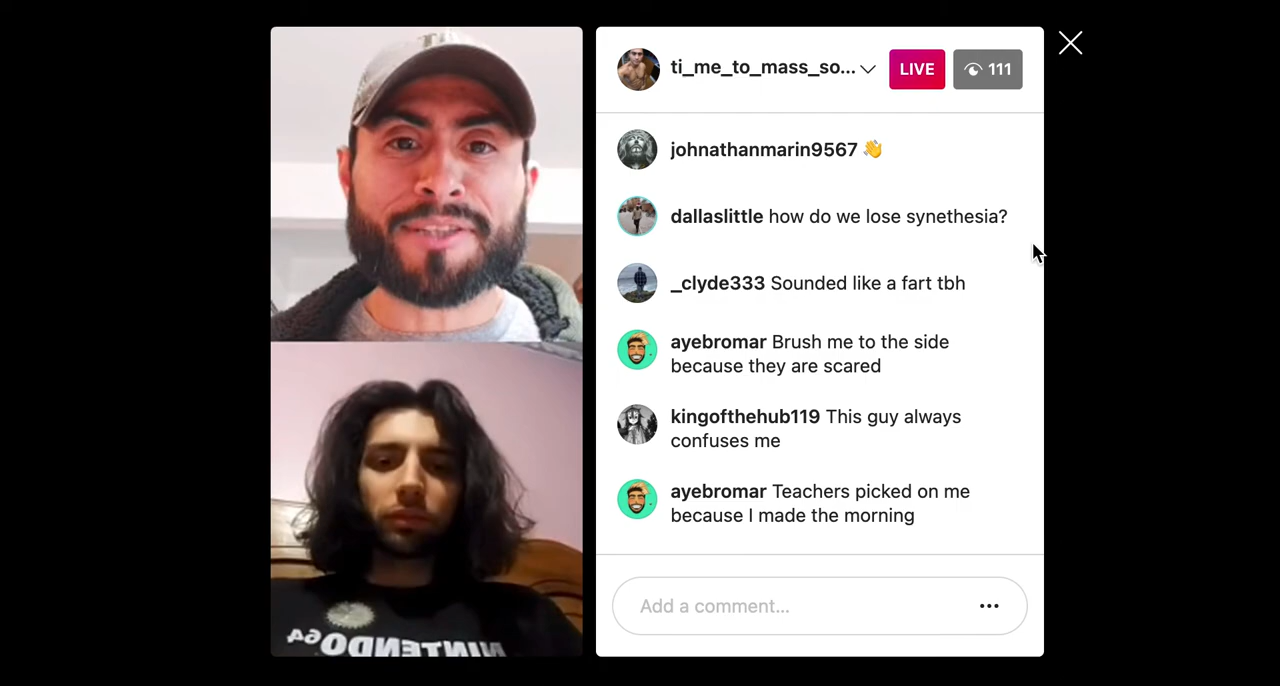 ti_me_to_mass_so...
LIVE
111
johnathanmarin9567 👋
dallaslittle how do we lose synethesia?
_clyde333 Sounded like a fart tbh
ayebromar Brush me to the side
because they are scared
kingofthehub119 This guy always
confuses me
ayebromar Teachers picked on me
because I made the morning
Add a comment...
NINTENDO64